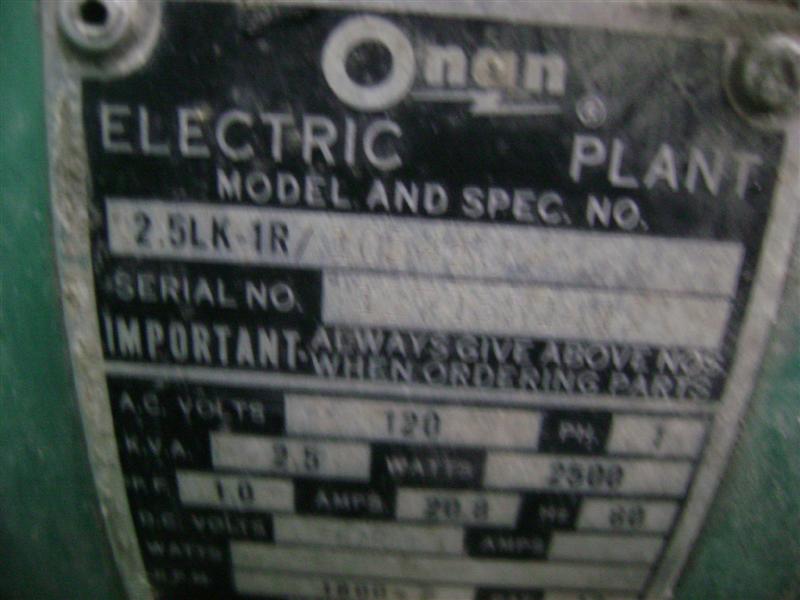 Onan ®
ELECTRIC PLANT
MODEL AND SPEC. NO.
2.5LK-1R/
SERIAL NO.
IMPORTANT-ALWAYS GIVE ABOVE NOS.
WHEN ORDERING PARTS
A.C. VOLTS 120 PH. 1
K.V.A. 2.5 WATTS 2500
P.F. 1.0 AMPS 20.8 Hz 60
D.C. VOLTS AMPS
WATTS
R.P.M. 1800